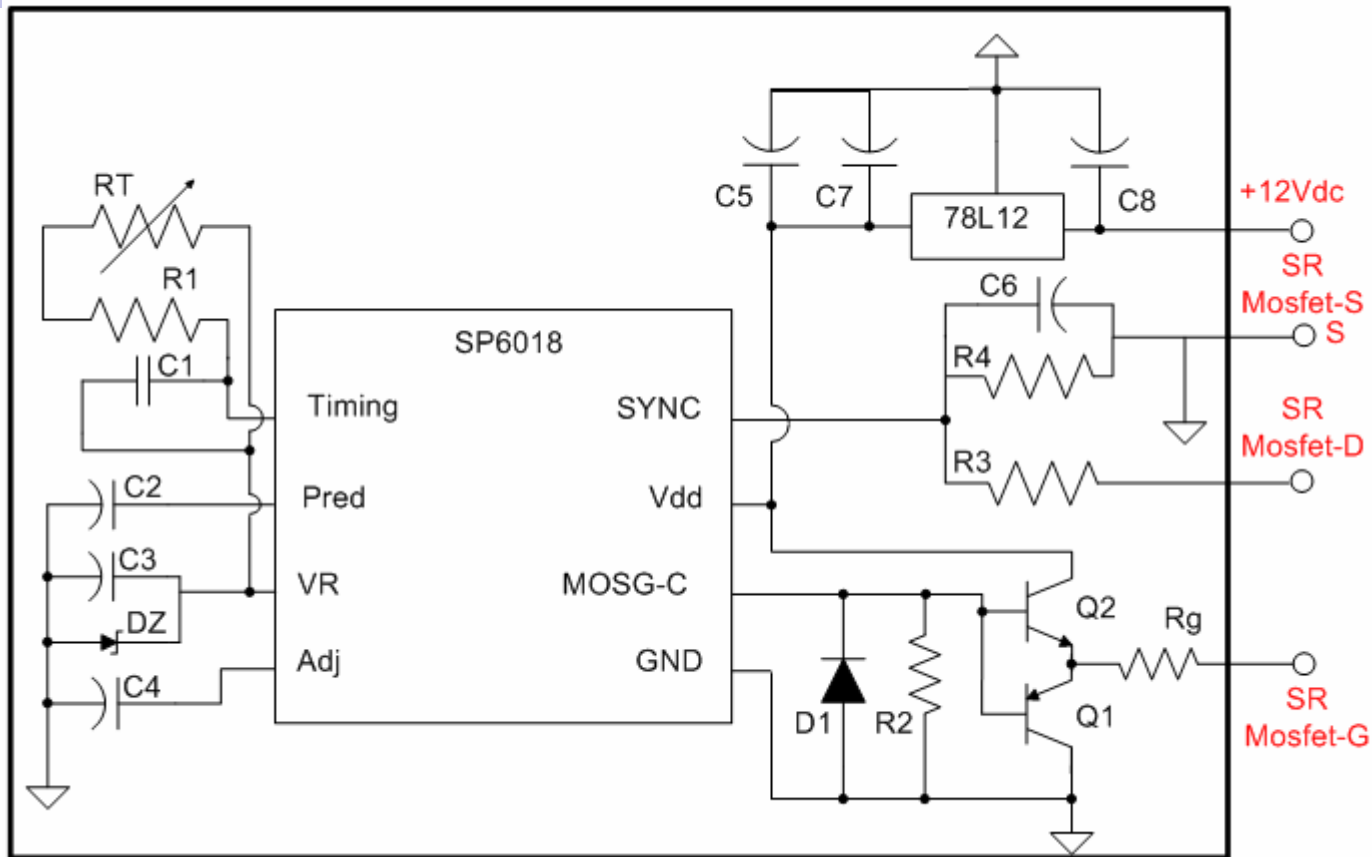 RT
R1
C1
C2
C3
DZ
C4
SP6018
Timing
Pred
VR
Adj
SYNC
Vdd
MOSG-C
GND
C5
C7
78L12
C8
C6
R4
R3
D1
R2
Q2
Q1
Rg
+12Vdc
SR
Mosfet-S
S
SR
Mosfet-D
SR
Mosfet-G